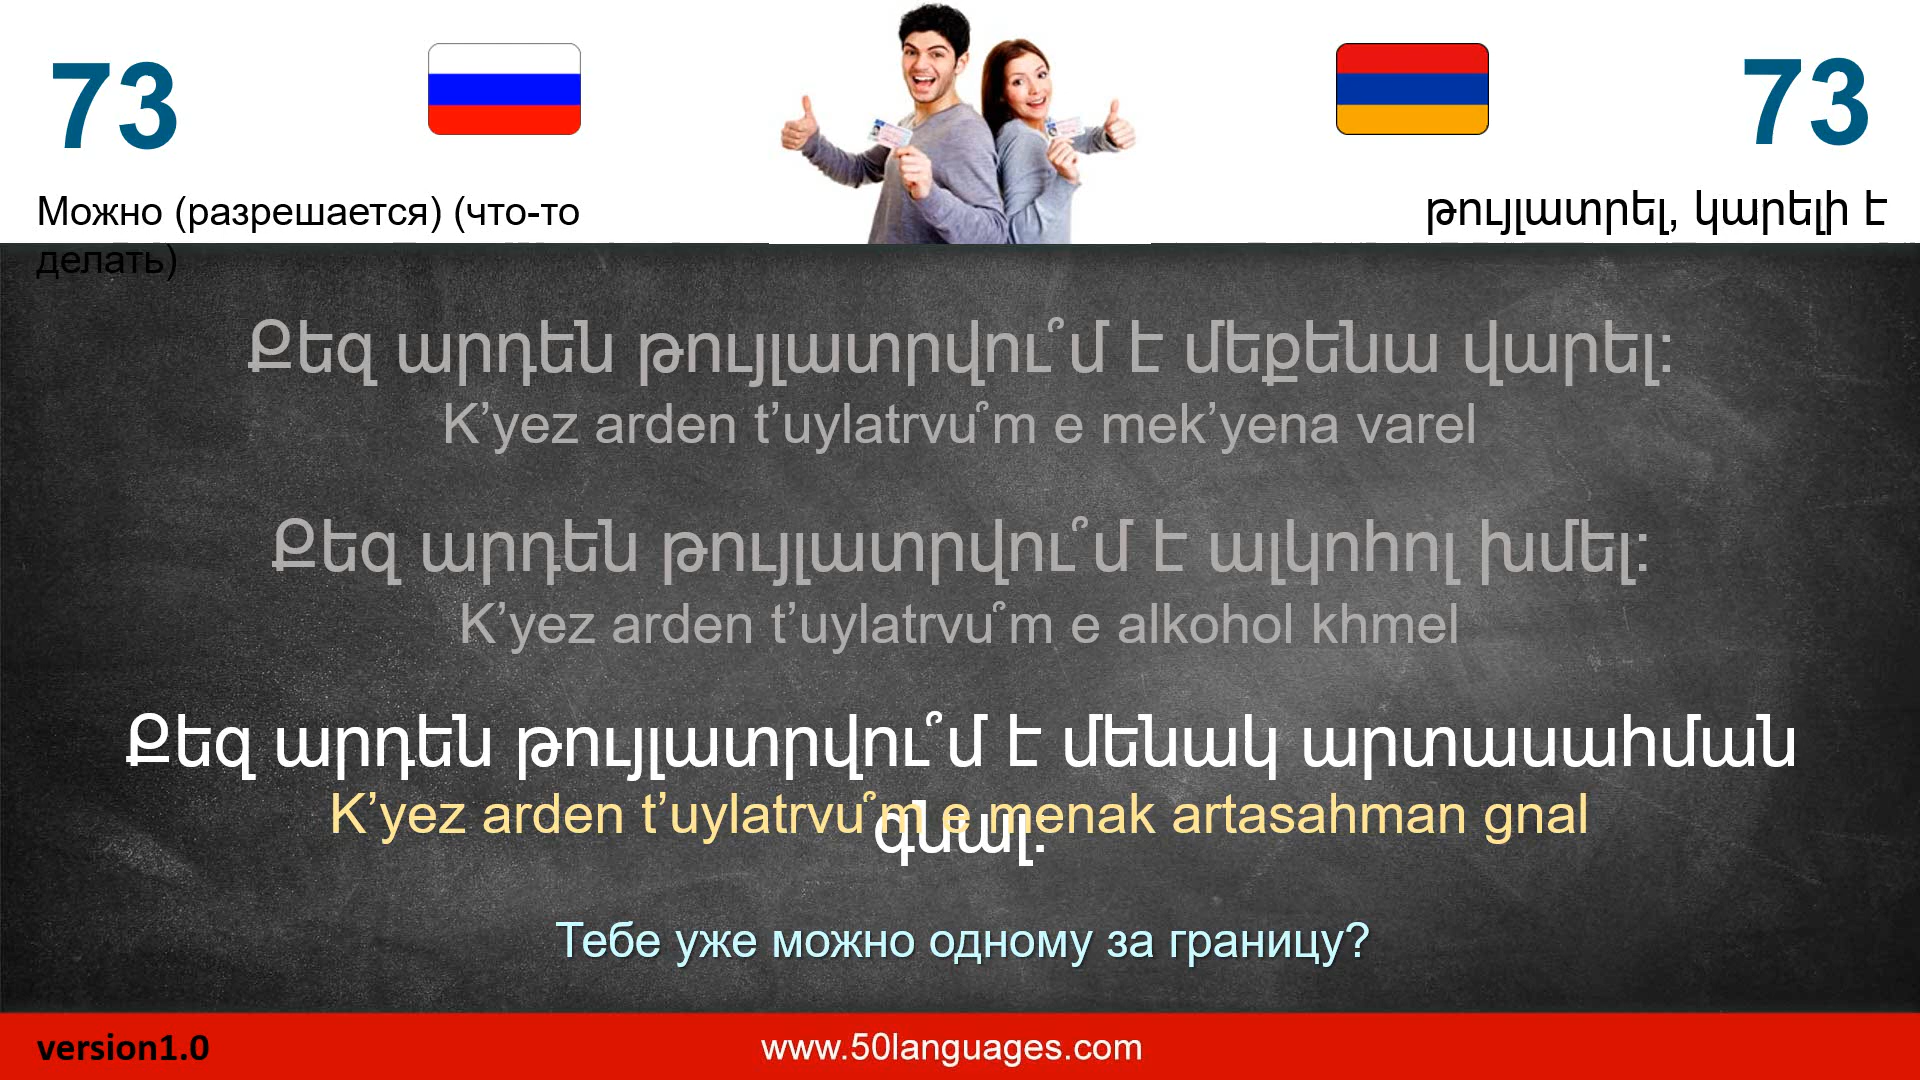 73
73
Можно (разрешается) (что-то
делать)
թույլատրել, կարելի է
Քեզ արդեն թույլատրվու՞մ է մեքենա վարել:
K’yez arden t’uylatrvu՞m e mek’yena varel
Քեզ արդեն թույլատրվու՞մ է ալկոհոլ խմել:
K’yez arden t’uylatrvu՞m e alkohol khmel
Քեզ արդեն թույլատրվու՞մ է մենակ արտասահման
գնալ:
K’yez arden t’uylatrvu՞m e menak artasahman gnal
Тебе уже можно одному за границу?
version1.0
www.50languages.com